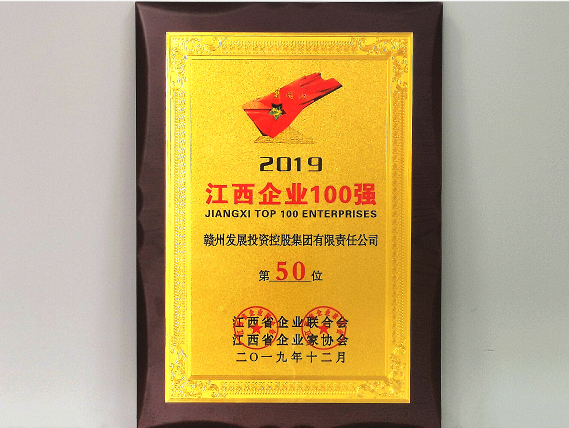 2019
江西企业100强
JIANGXI TOP 100 ENTERPRISES
赣州发展投资控股集团有限责任公司
第50位
江西省企业联合会
江西省企业家协会
二〇一九年十二月